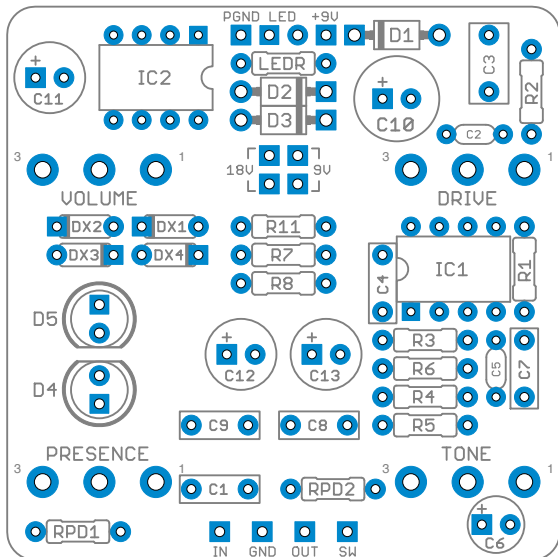 PGND LED +9V
D1
LEDR
IC2
C3
+
C11
D2
R2
+
C10
D3
C2
3
1
18V
9V
3
1
VOLUME
DRIVE
DX2
DX1
R11
DX3
DX4
R7
IC1
R1
R8
C4
D5
+
C12
+
C13
R3
R6
C5
C7
D4
R4
C9
C8
R5
PRESENCE
TONE
3
1
3
1
C1
RPD2
RPD1
+
C6
IN GND OUT SW